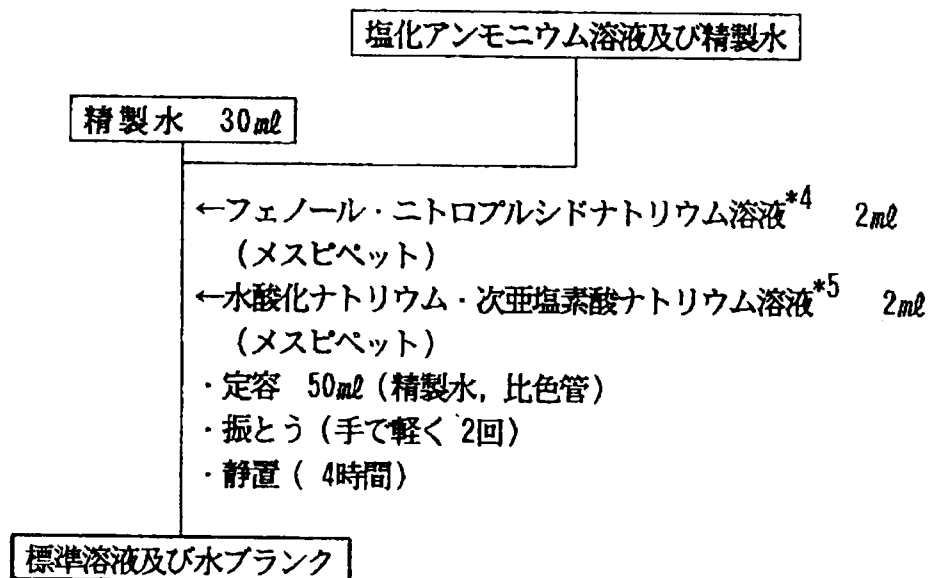 塩化アンモニウム溶液及び精製水
精製水 30ml
←フェノール・ニトロプルシドナトリウム溶液*4 2ml
(メスピペット)
←水酸化ナトリウム・次亜塩素酸ナトリウム溶液*5 2ml
(メスピペット)
・定容 50ml(精製水,比色管)
・振とう(手で軽く2回)
・静置( 4時間)
標準溶液及び水ブランク